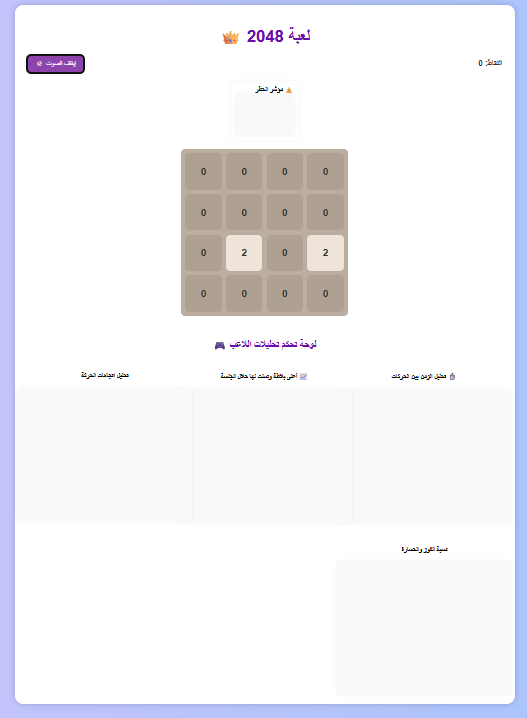 لعبة 2048 👑
النقاط: 0
إيقاف الصوت
⚠️ مؤشر الخطر
0 0 0 0
0 0 0 0
0 2 0 2
0 0 0 0
لوحة تحكم تحليلات اللاعب 🎮
تحليل الزمن بين الحركات
📈 أعلى بلاطة وصلت لها خلال الجلسة
تحليل اتجاهات الحركة
نسبة الفوز والخسارة